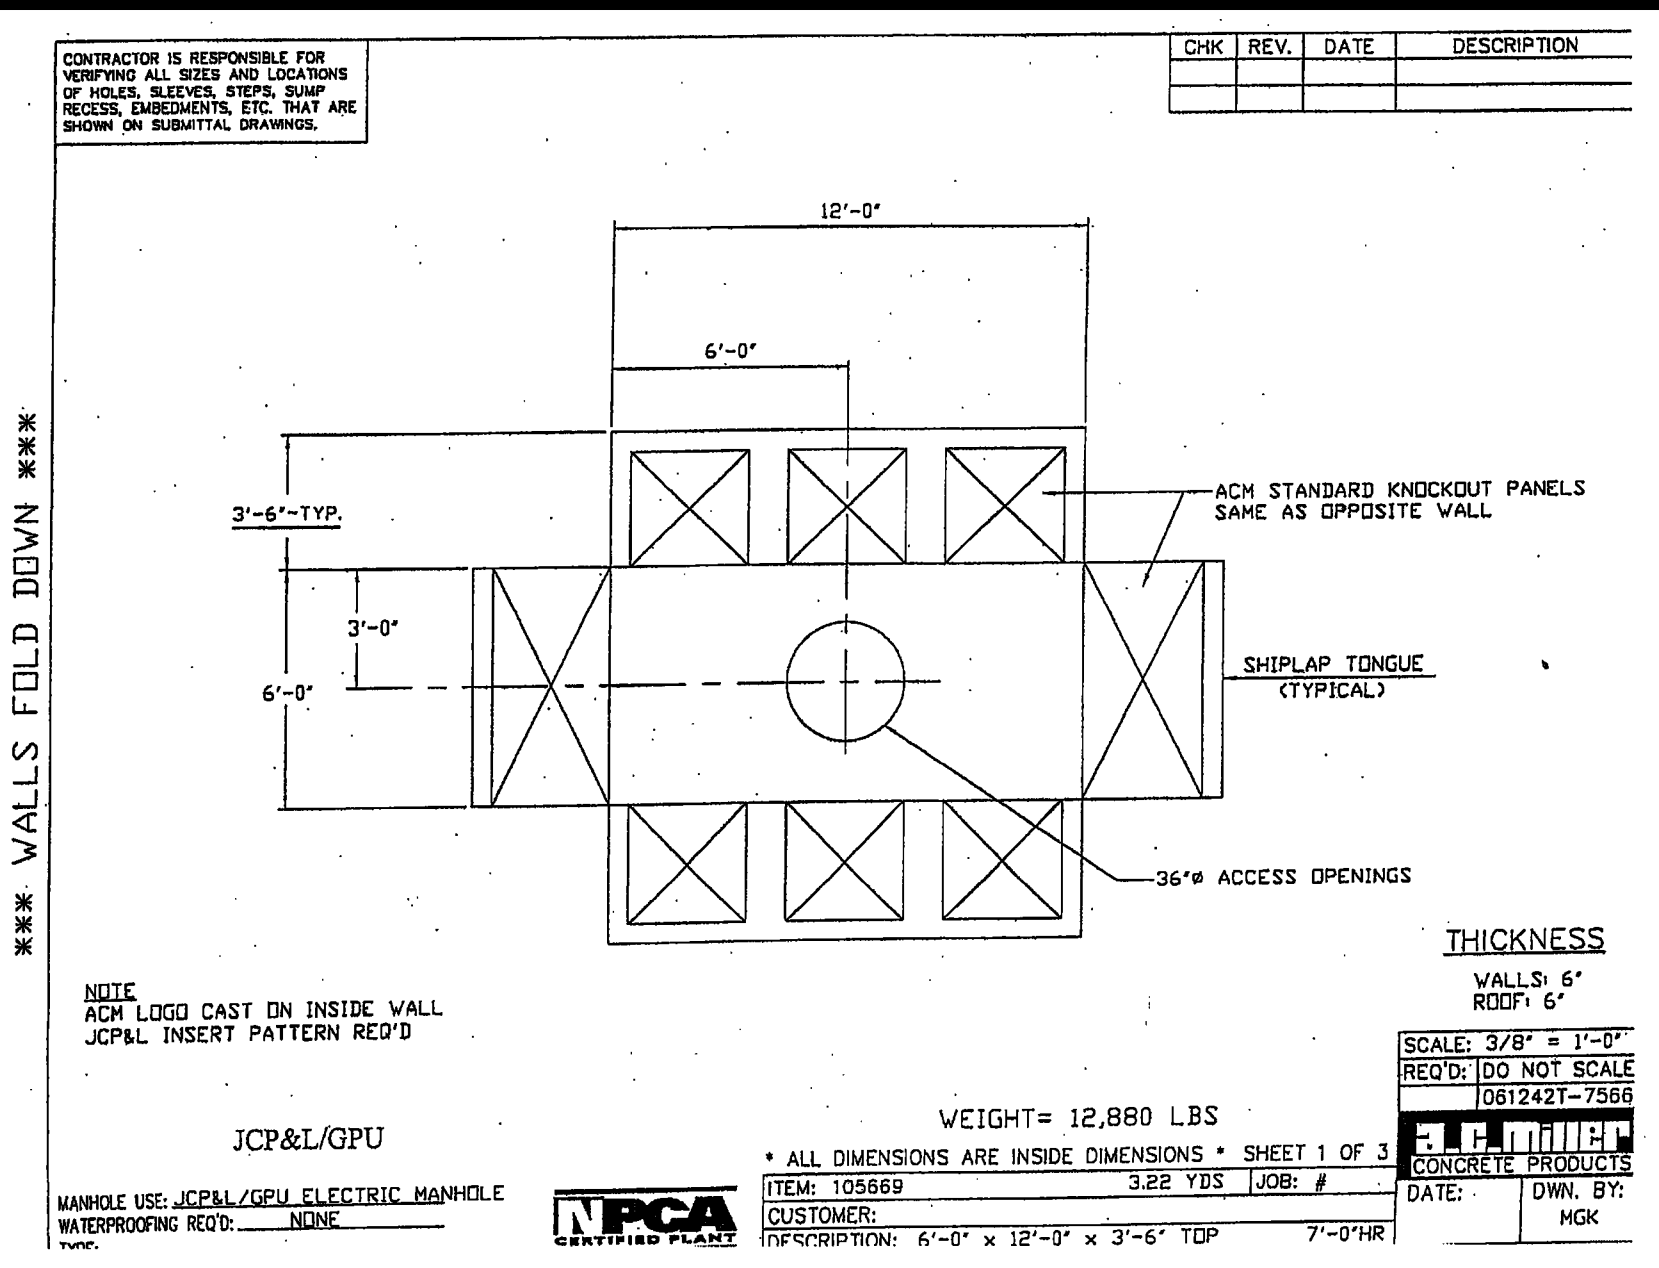 CONTRACTOR IS RESPONSIBLE FOR
VERIFYING ALL SIZES AND LOCATIONS
OF HOLES, SLEEVES, STEPS, SUMP
RECESS, EMBEDMENTS, ETC. THAT ARE
SHOWN ON SUBMITTAL DRAWINGS.
CHK REV. DATE DESCRIPTION
12'-0"
6'-0"
*** WALLS FOLD DOWN ***
3'-6"-TYP.
ACM STANDARD KNOCKOUT PANELS
SAME AS OPPOSITE WALL
3'-0"
6'-0"
SHIPLAP TONGUE
(TYPICAL)
36"ø ACCESS OPENINGS
THICKNESS
WALLS: 6"
ROOF: 6"
NOTE
ACM LOGO CAST ON INSIDE WALL
JCP&L INSERT PATTERN REQ'D
SCALE: 3/8" = 1'-0"
REQ'D: DO NOT SCALE
061242T-7566
WEIGHT= 12,880 LBS
JCP&L/GPU
* ALL DIMENSIONS ARE INSIDE DIMENSIONS * SHEET 1 OF 3
CONCRETE PRODUCTS
ITEM: 105669 3.22 YDS JOB: #
DATE: DWN. BY:
MGK
MANHOLE USE: JCP&L/GPU ELECTRIC MANHOLE
WATERPROOFING REQ'D: NONE
TYPE:
NPCA
CERTIFIED PLANT
CUSTOMER:
DESCRIPTION: 6'-0" x 12'-0" x 3'-6" TOP 7'-0"HR